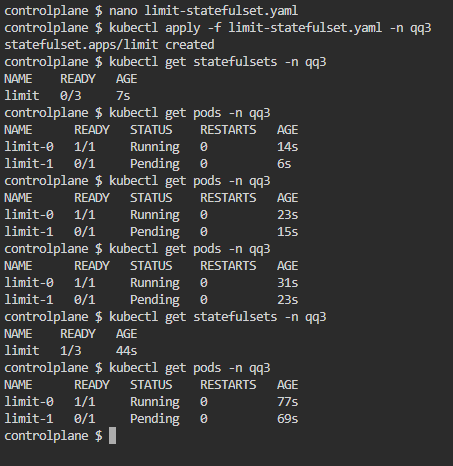 controlplane $ nano limit-statefulset.yaml
controlplane $ kubectl apply -f limit-statefulset.yaml -n qq3
statefulset.apps/limit created
controlplane $ kubectl get statefulsets -n qq3
NAME READY AGE
limit 0/3 7s
controlplane $ kubectl get pods -n qq3
NAME READY STATUS RESTARTS AGE
limit-0 1/1 Running 0 14s
limit-1 0/1 Pending 0 6s
controlplane $ kubectl get pods -n qq3
NAME READY STATUS RESTARTS AGE
limit-0 1/1 Running 0 23s
limit-1 0/1 Pending 0 15s
controlplane $ kubectl get pods -n qq3
NAME READY STATUS RESTARTS AGE
limit-0 1/1 Running 0 31s
limit-1 0/1 Pending 0 23s
controlplane $ kubectl get statefulsets -n qq3
NAME READY AGE
limit 1/3 44s
controlplane $ kubectl get pods -n qq3
NAME READY STATUS RESTARTS AGE
limit-0 1/1 Running 0 77s
limit-1 0/1 Pending 0 69s
controlplane $